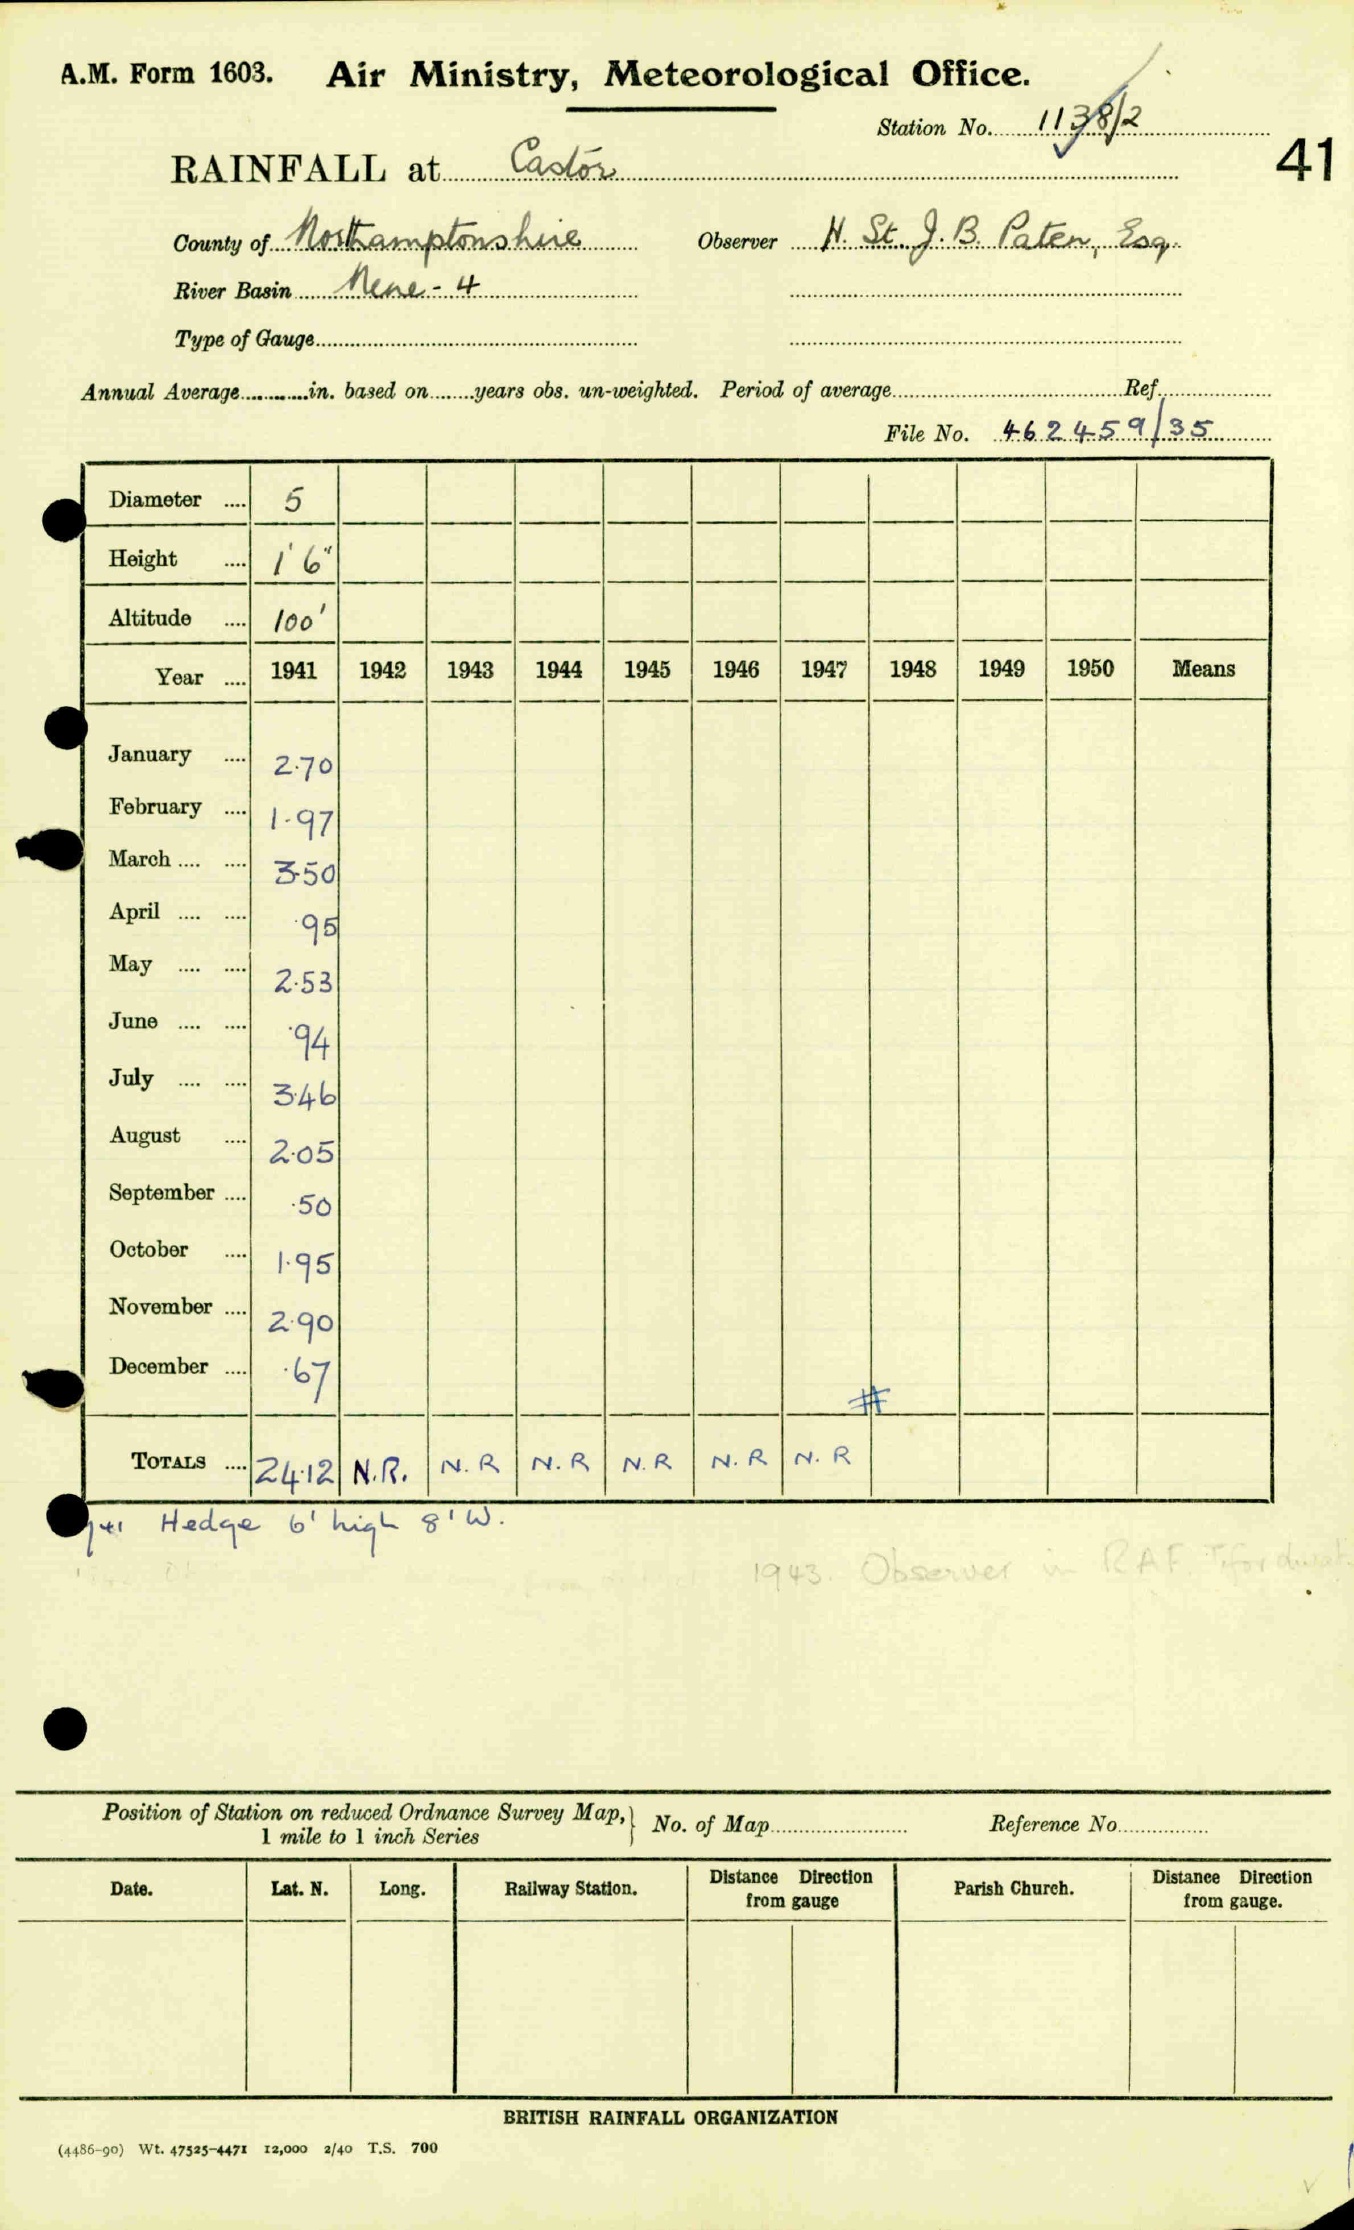 A.M. Form 1603. Air Ministry, Meteorological Office.
Station No. 1138/2
41
RAINFALL at Castor
County of Northamptonshire Observer H. St. J. B. Paten, Esq.
River Basin Nene - 4
Type of Gauge
Annual Average in. based on years obs. un-weighted. Period of average Ref.
File No. 462459/35
Diameter .... 5
Height .... 1' 6"
Altitude .... 100'
Year .... 1941 1942 1943 1944 1945 1946 1947 1948 1949 1950 Means
January .... 2.70
February .... 1.97
March .... .... 3.50
April .... .... .95
May .... .... 2.53
June .... .... .94
July .... .... 3.46
August .... 2.05
September .... .50
October .... 1.95
November .... 2.90
December .... .67
#
TOTALS .... 24.12 N.R. N.R N.R N.R N.R N.R
Hedge 6' high 8' W.
1943. Observer in RAF.
Position of Station on reduced Ordnance Survey Map, } No. of Map Reference No.
1 mile to 1 inch Series
Date. Lat. N. Long. Railway Station. Distance Direction from gauge Parish Church. Distance Direction from gauge.
BRITISH RAINFALL ORGANIZATION
(4486-90) Wt. 47525-4471 12,000 2/40 T.S. 700